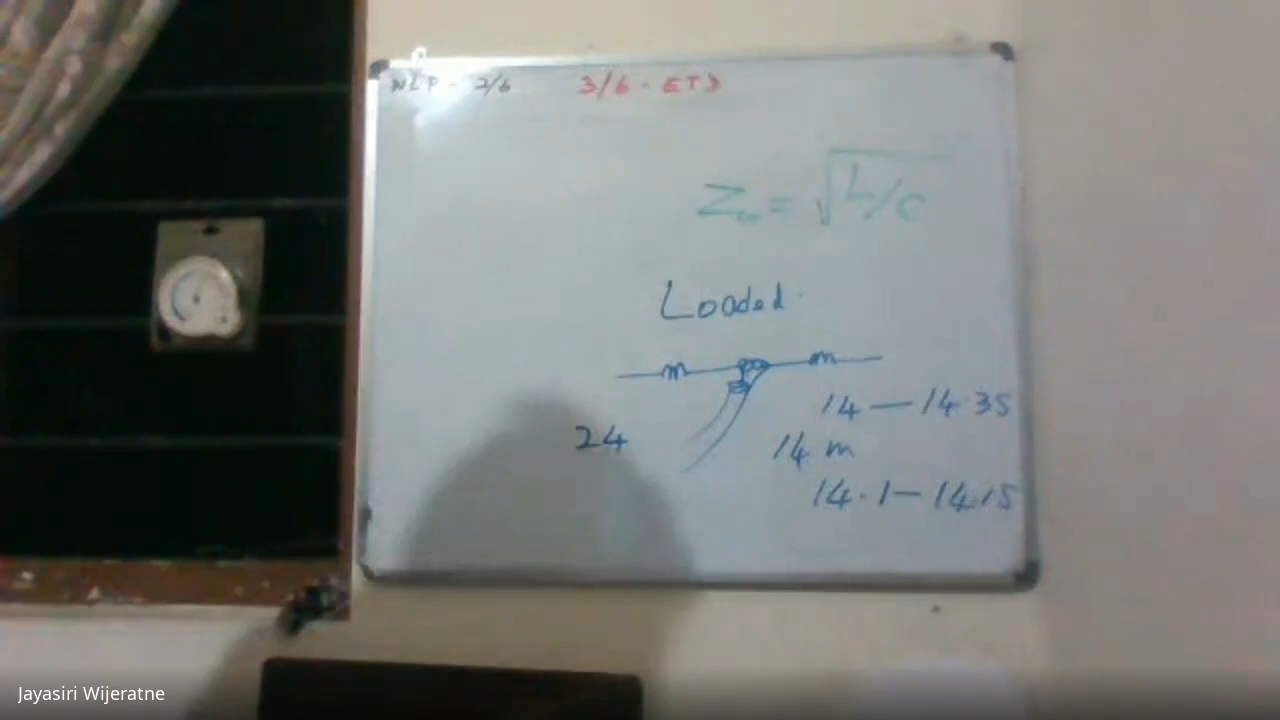 NLP - 2/6 3/6 - ETD
Z₀ = √L/C
Loaded
14 — 14.35
24
14 m
14.1 — 14.15
Jayasiri Wijeratne